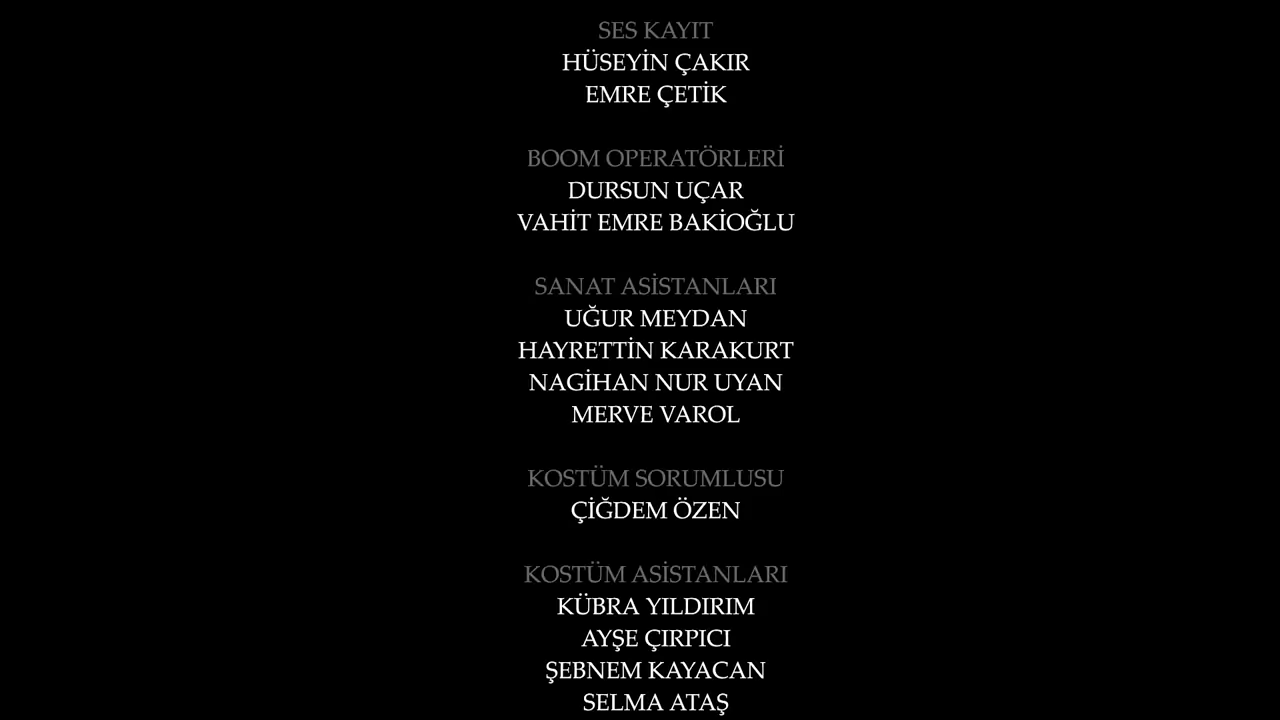 SES KAYIT
HÜSEYİN ÇAKIR
EMRE ÇETİK
BOOM OPERATÖRLERİ
DURSUN UÇAR
VAHİT EMRE BAKİOĞLU
SANAT ASİSTANLARI
UĞUR MEYDAN
HAYRETTİN KARAKURT
NAGİHAN NUR UYAN
MERVE VAROL
KOSTÜM SORUMLUSU
ÇİĞDEM ÖZEN
KOSTÜM ASİSTANLARI
KÜBRA YILDIRIM
AYŞE ÇIRPICI
ŞEBNEM KAYACAN
SELMA ATAŞ